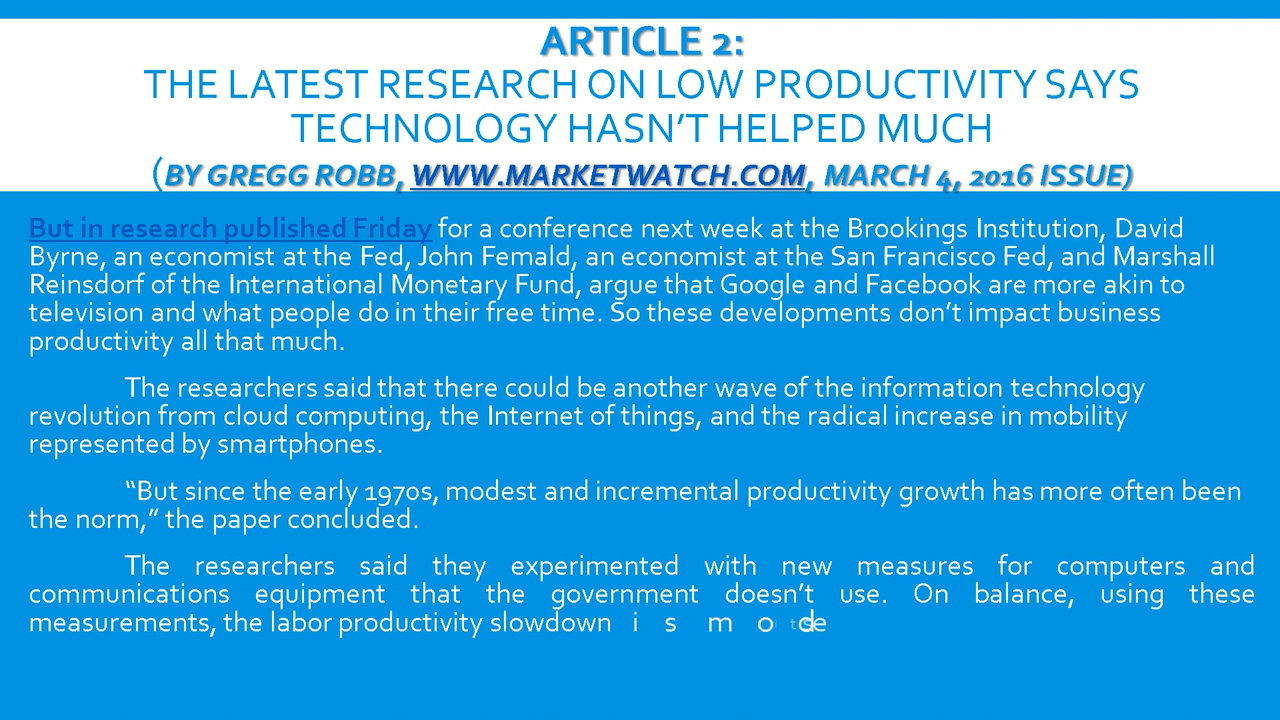 ARTICLE 2:
THE LATEST RESEARCH ON LOW PRODUCTIVITY SAYS
TECHNOLOGY HASN’T HELPED MUCH
(BY GREGG ROBB, WWW.MARKETWATCH.COM, MARCH 4, 2016 ISSUE)
But in research published Friday for a conference next week at the Brookings Institution, David
Byrne, an economist at the Fed, John Femald, an economist at the San Francisco Fed, and Marshall
Reinsdorf of the International Monetary Fund, argue that Google and Facebook are more akin to
television and what people do in their free time. So these developments don’t impact business
productivity all that much.
The researchers said that there could be another wave of the information technology
revolution from cloud computing, the Internet of things, and the radical increase in mobility
represented by smartphones.
“But since the early 1970s, modest and incremental productivity growth has more often been
the norm,” the paper concluded.
The researchers said they experimented with new measures for computers and
communications equipment that the government doesn’t use. On balance, using these
measurements, the labor productivity slowdown is